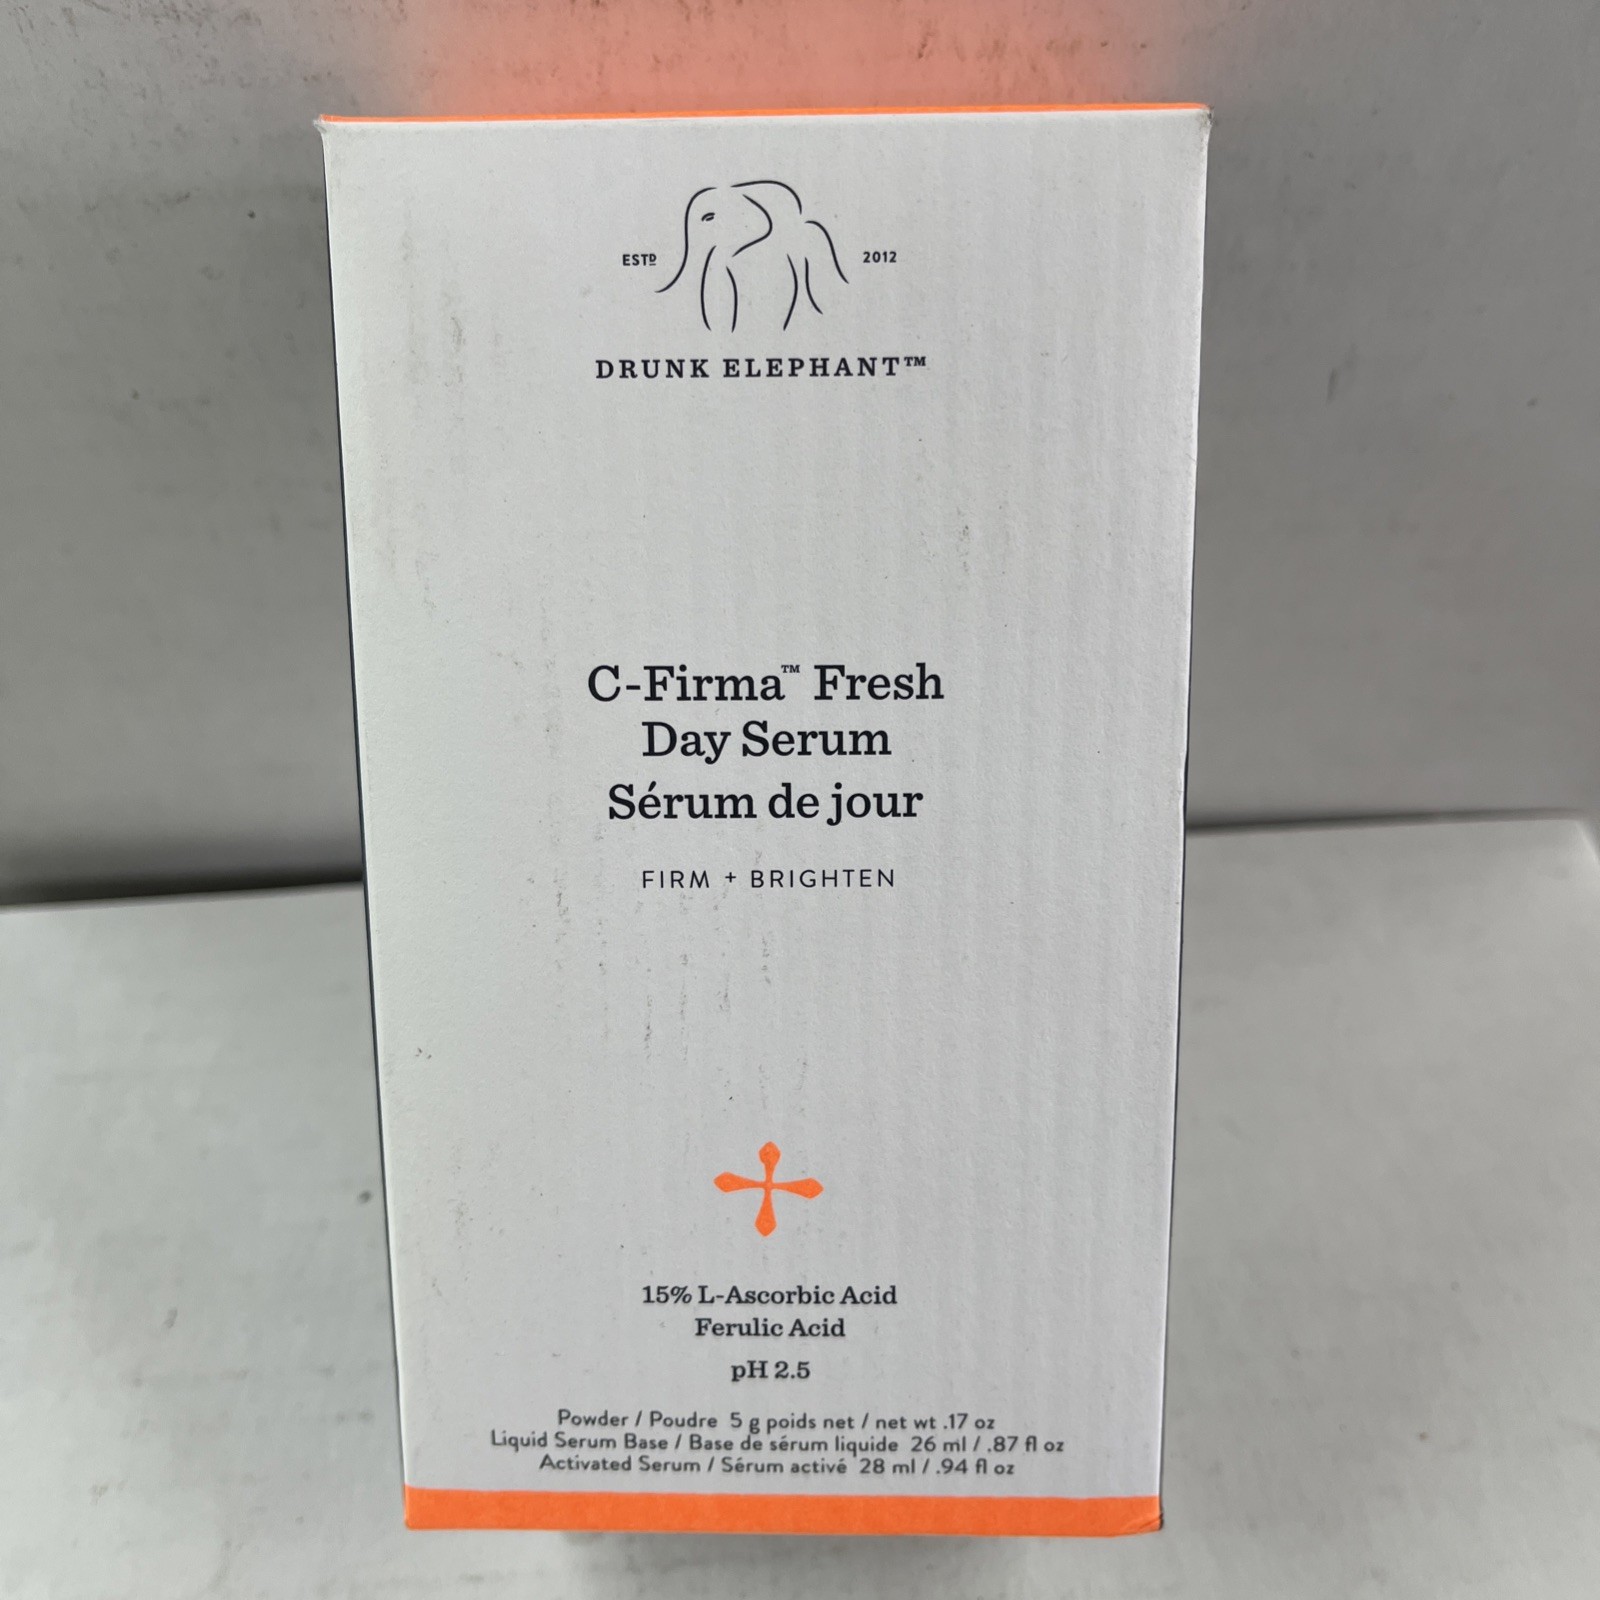 ESTD 2012
DRUNK ELEPHANT™
C-Firma™ Fresh
Day Serum
Sérum de jour
FIRM + BRIGHTEN
15% L-Ascorbic Acid
Ferulic Acid
pH 2.5
Powder / Poudre 5 g poids net / net wt .17 oz
Liquid Serum Base / Base de sérum liquide 26 ml / .87 fl oz
Activated Serum / Sérum activé 28 ml / .94 fl oz